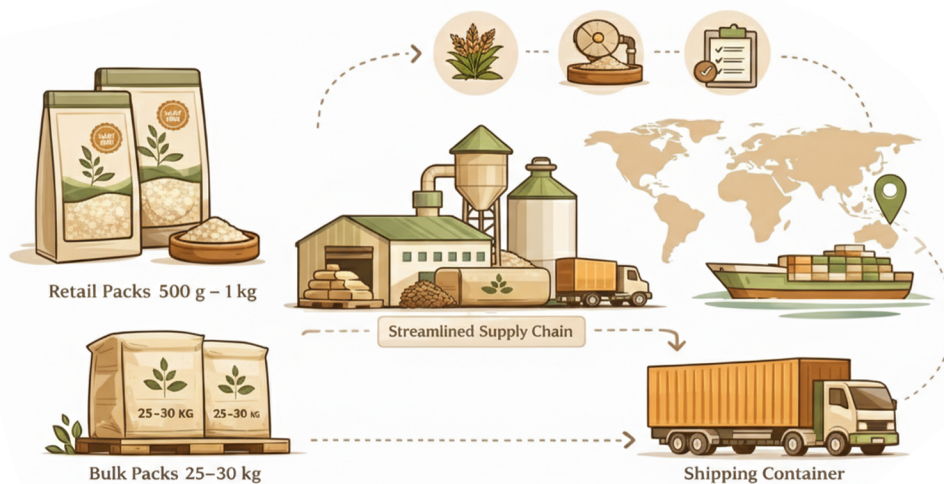 Retail Packs 500 g – 1 kg
Streamlined Supply Chain
25–30 KG
25–30 KG
Bulk Packs 25–30 kg
Shipping Container